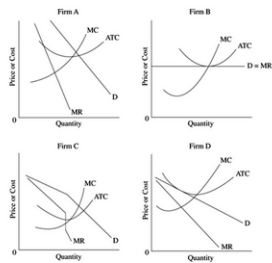 Firm A
Price or Cost
MC
ATC
D
MR
0
Quantity
Firm B
Price or Cost
MC
ATC
D = MR
0
Quantity
Firm C
Price or Cost
MC
ATC
D
MR
0
Quantity
Firm D
Price or Cost
MC
ATC
D
MR
0
Quantity